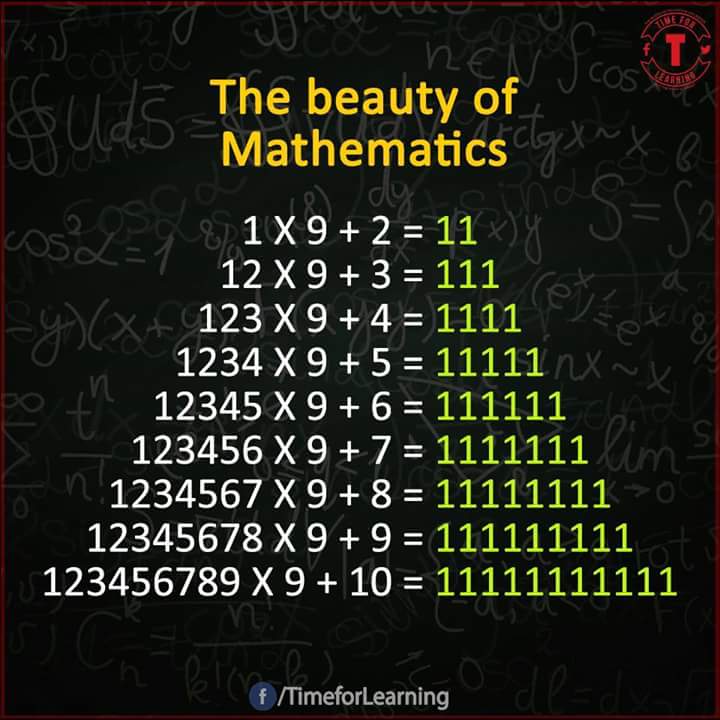 TIME FOR
f T
LEARNING
The beauty of
Mathematics
1 X 9 + 2 = 11
12 X 9 + 3 = 111
123 X 9 + 4 = 1111
1234 X 9 + 5 = 11111
12345 X 9 + 6 = 111111
123456 X 9 + 7 = 1111111
1234567 X 9 + 8 = 11111111
12345678 X 9 + 9 = 111111111
123456789 X 9 + 10 = 11111111111
f /TimeforLearning